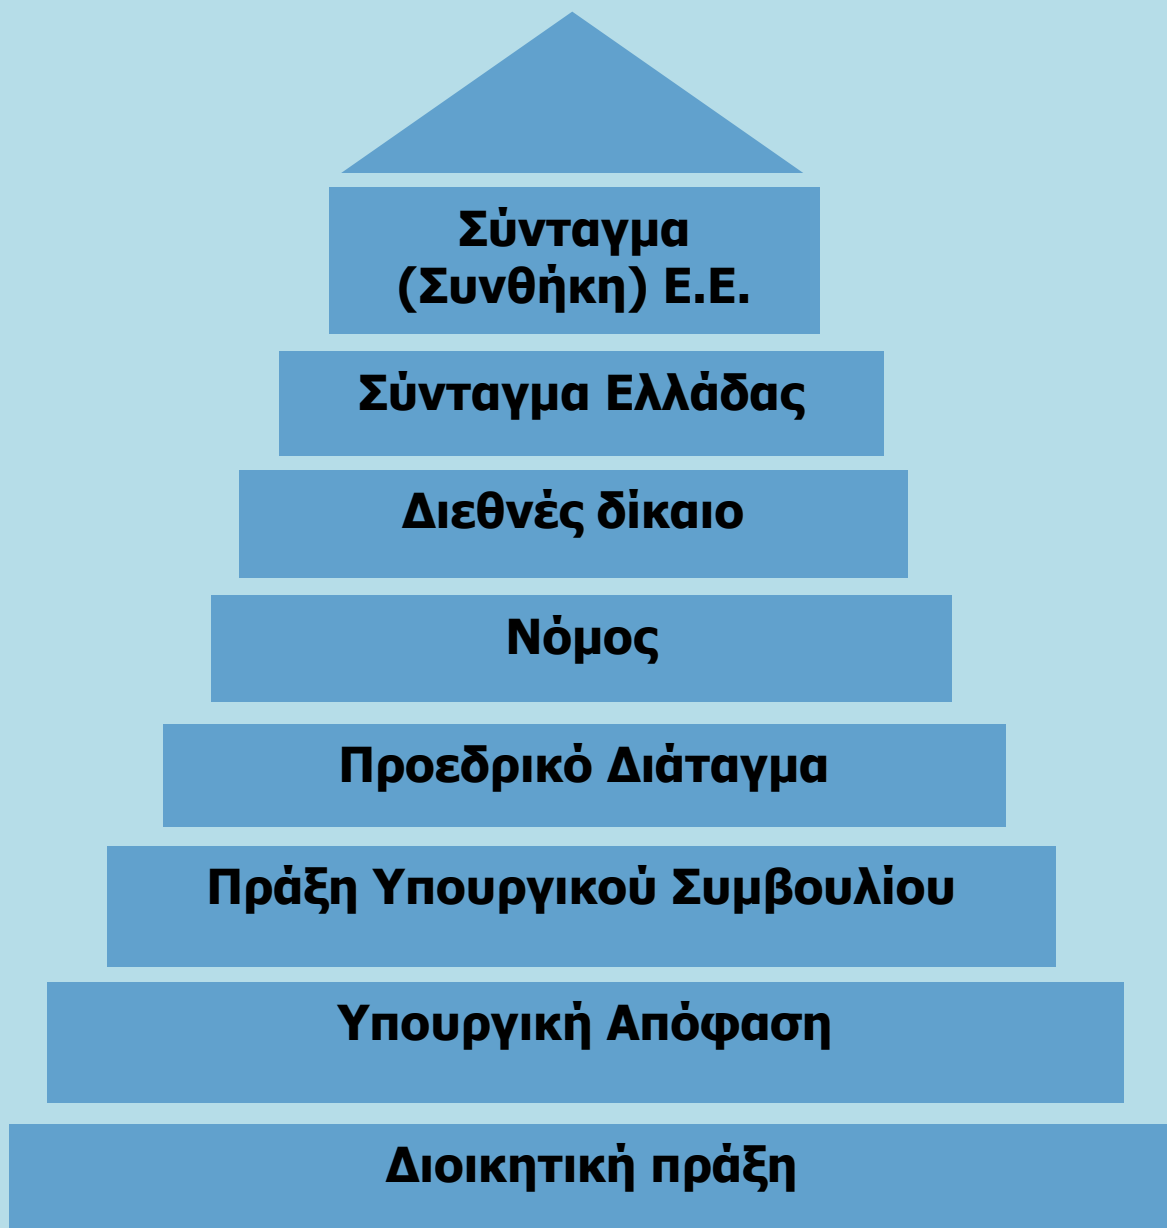 Σύνταγμα
(Συνθήκη) Ε.Ε.
Σύνταγμα Ελλάδας
Διεθνές δίκαιο
Νόμος
Προεδρικό Διάταγμα
Πράξη Υπουργικού Συμβουλίου
Υπουργική Απόφαση
Διοικητική πράξη